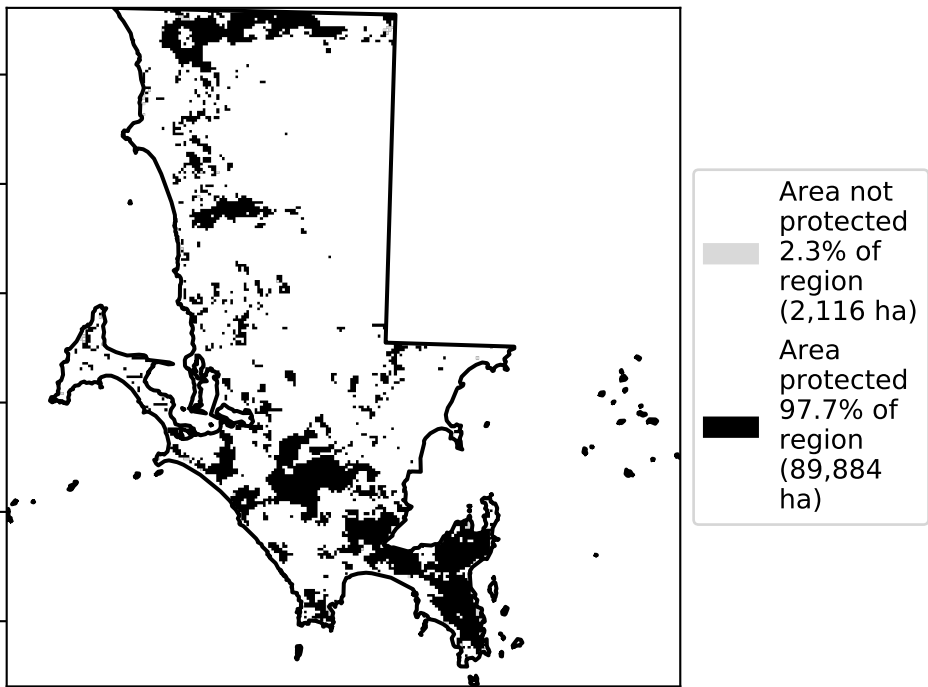 Area not
protected
2.3% of
region
(2,116 ha)
Area
protected
97.7% of
region
(89,884
ha)